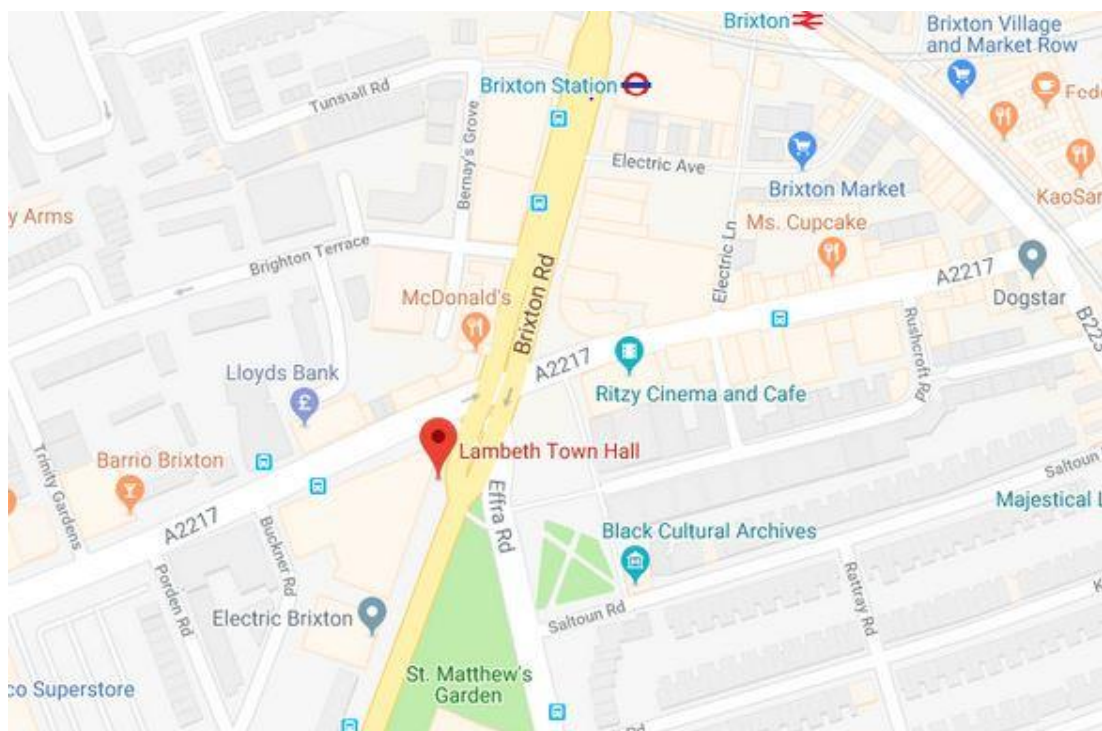 Brixton
Brixton Village
and Market Row
Brixton Station
Tunstall Rd
Bernay's Grove
Electric Ave
Brixton Market
KaoSar
y Arms
Ms. Cupcake
Electric Ln
Brighton Terrace
A2217
Dogstar
McDonald's
Brixton Rd
B223
Rushcroft Rd
A2217
Lloyds Bank
£
Ritzy Cinema and Cafe
Lambeth Town Hall
Barrio Brixton
Trinity Gardens
Saltoun
Effra Rd
Majestical L
A2217
Buckner Rd
Black Cultural Archives
Porden Rd
Rattray Rd
Electric Brixton
Saltoun Rd
St. Matthew's
Garden
co Superstore
Rd